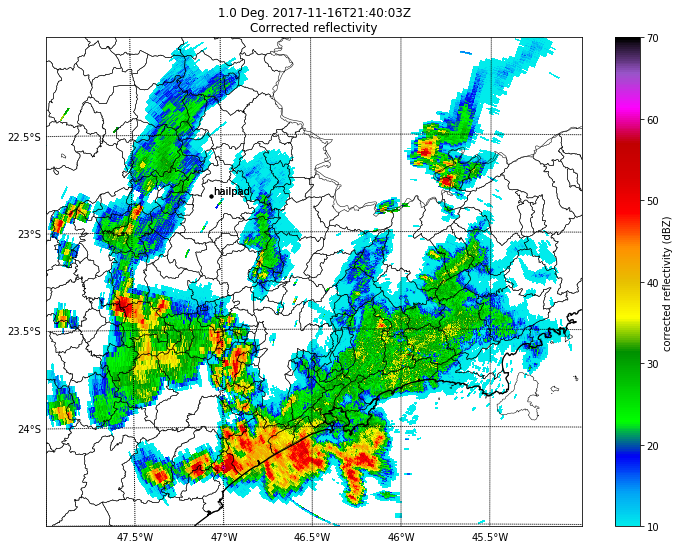 1.0 Deg. 2017-11-16T21:40:03Z
Corrected reflectivity
22.5°S
23°S
23.5°S
24°S
47.5°W
47°W
46.5°W
46°W
45.5°W
hailpad
70
60
50
40
30
20
10
corrected reflectivity (dBZ)